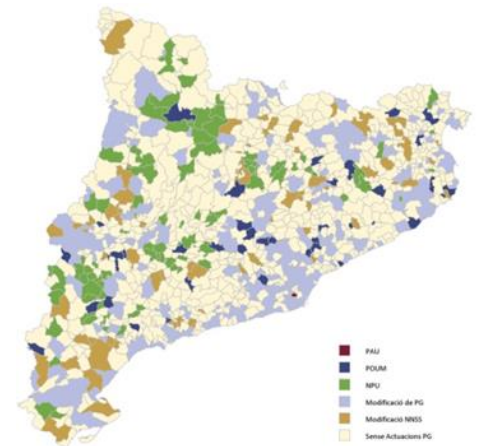 PAU
POUM
NPU
Modificació de PG
Modificació NNSS
Sense Actuacions PG